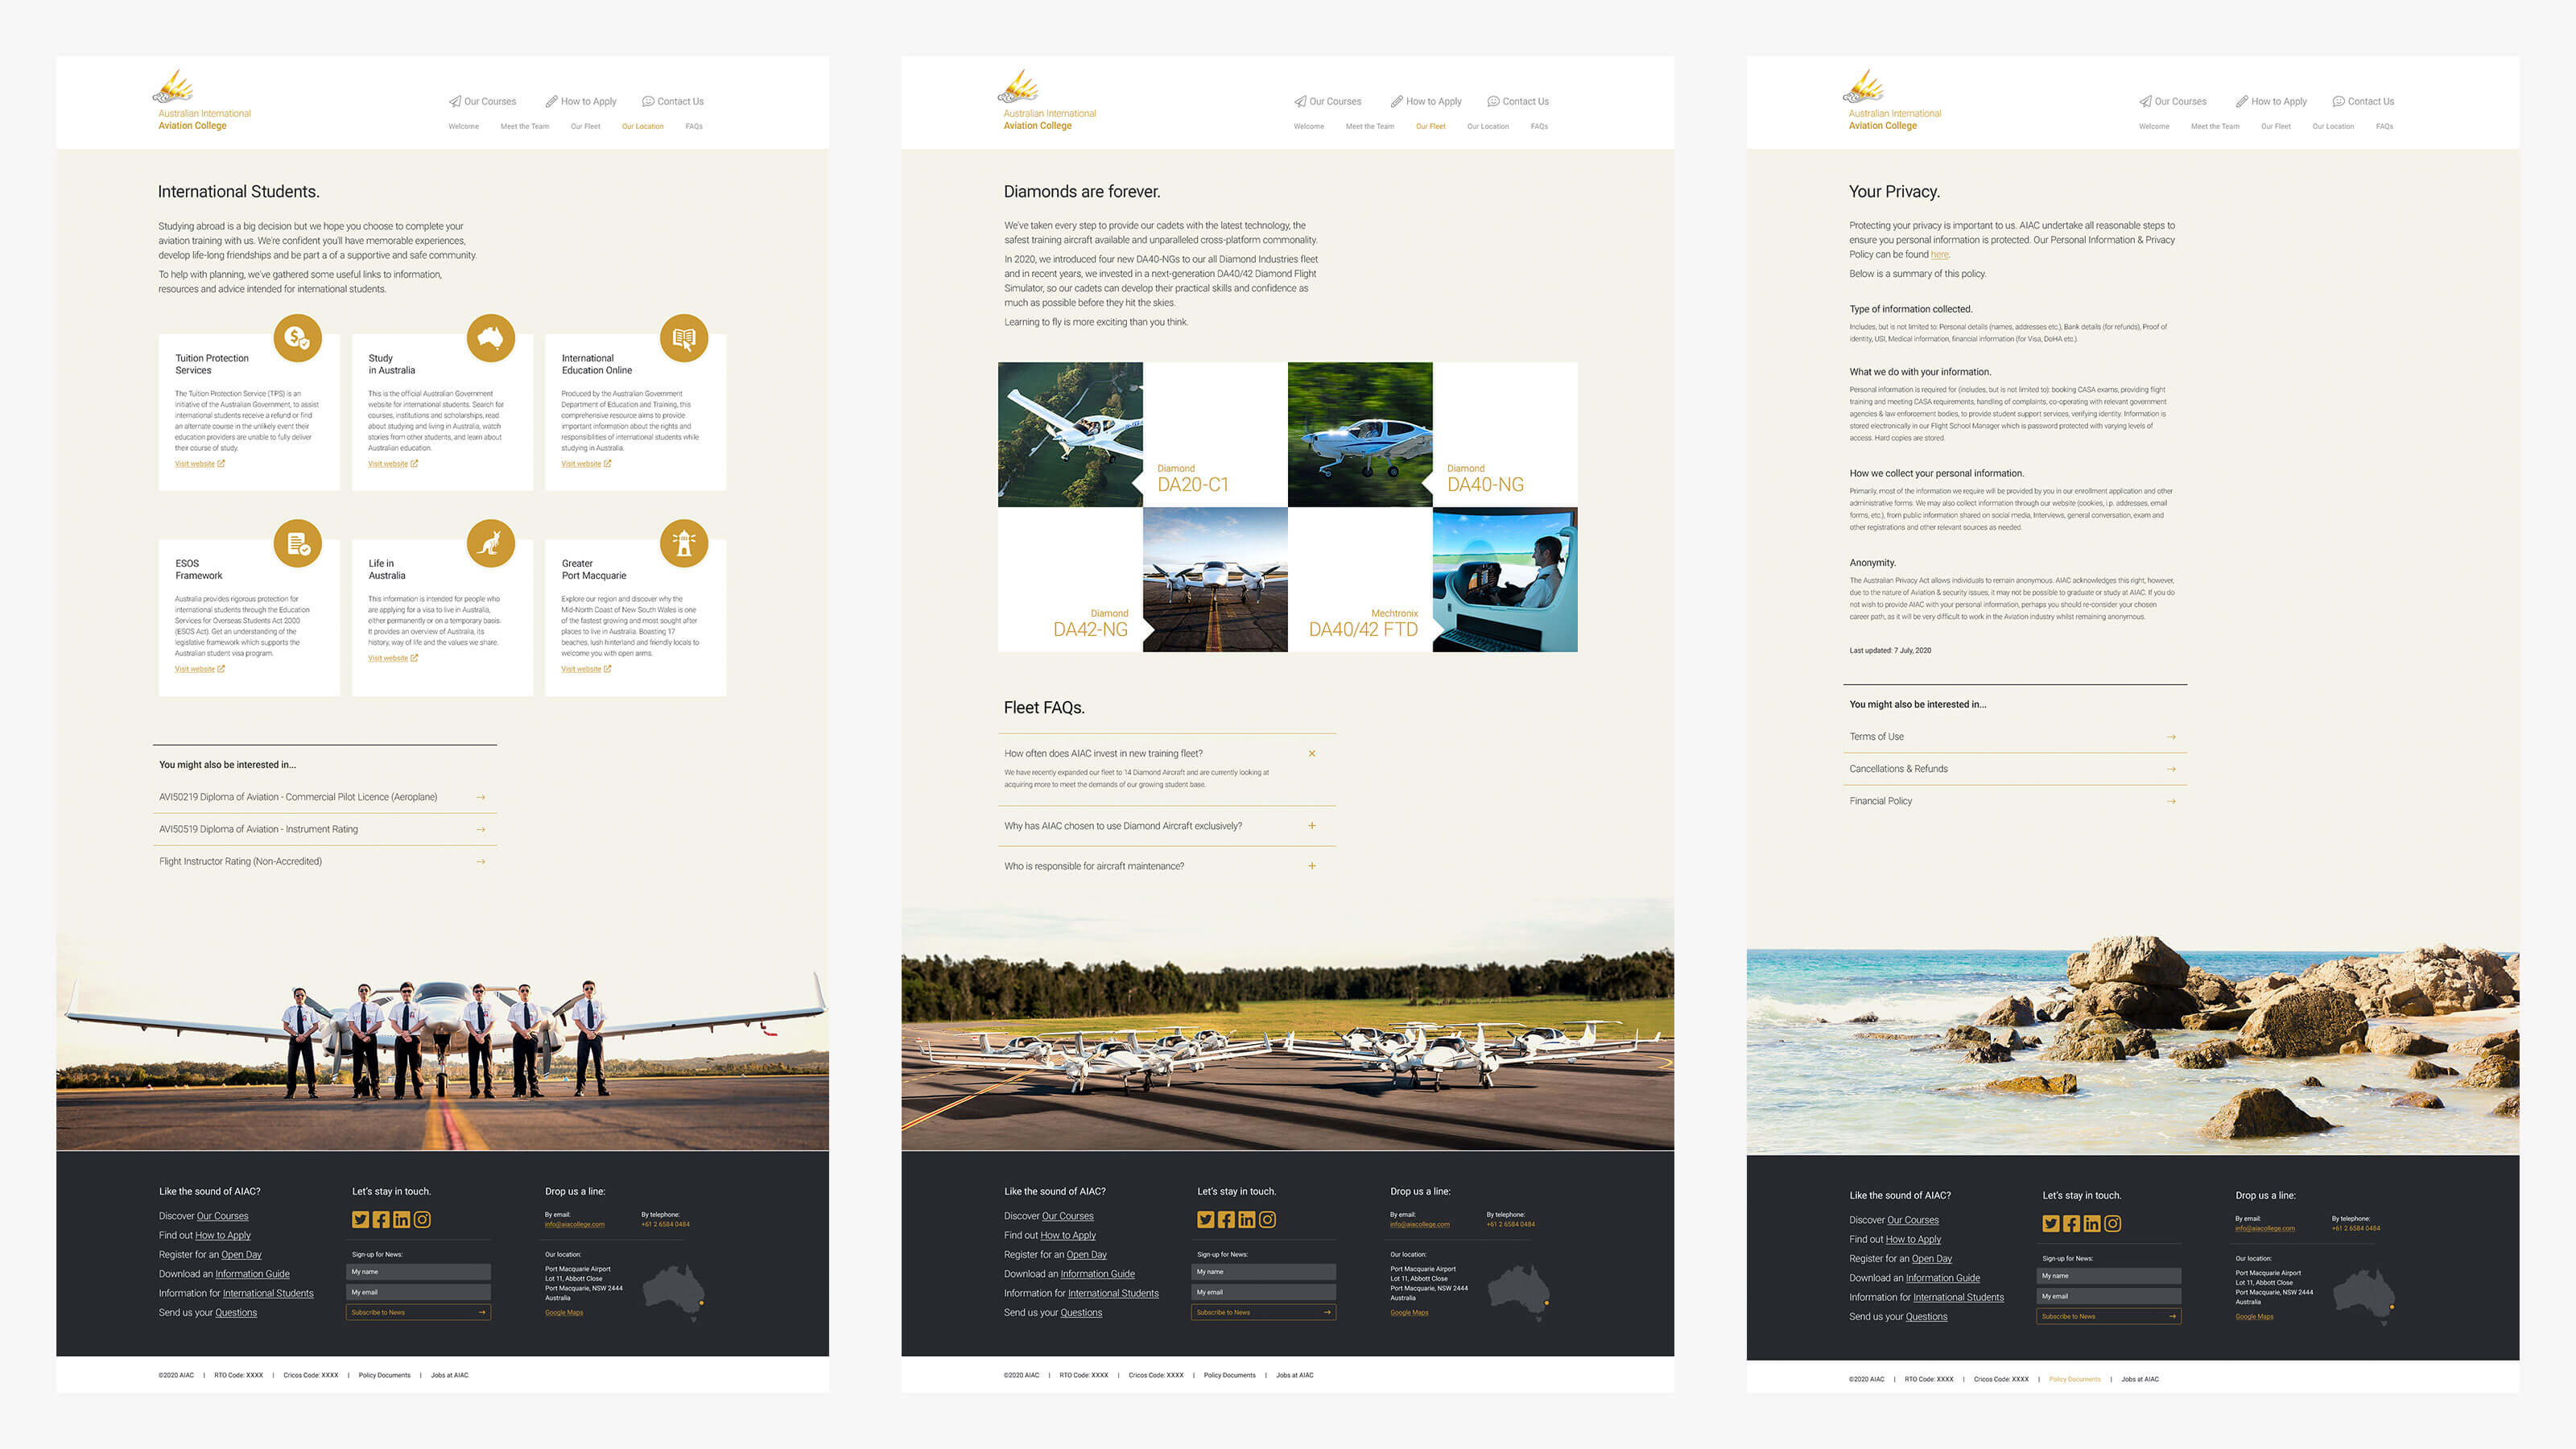 Australian International
Aviation College
Our Courses
How to Apply
Contact Us
Welcome
Meet the Team
Our Fleet
Our Location
FAQs
International Students.
Studying abroad is a big decision but we hope you choose to complete your
aviation training with us. We're confident you'll have memorable experiences,
develop life-long friendships and be part a of a supportive and safe community.
To help with planning, we've gathered some useful links to information,
resources and advice intended for international students.
Tuition Protection
Services
The Tuition Protection Service (TPS) is an
initiative of the Australian Government, to assist
international students receive a refund or find
an alternate course in the unlikely event their
education providers are unable to fully deliver
their course of study.
Visit website
Study
in Australia
This is the official Australian Government
website for international students. Search for
courses, institutions and scholarships, read
about studying and living in Australia, watch
stories from other students, and learn about
Australian education.
Visit website
International
Education Online
Produced by the Australian Government
Department of Education and Training, this
comprehensive resource aims to provide
important information about the rights and
responsibilities of international students while
studying in Australia.
Visit website
ESOS
Framework
Australia provides rigorous protection for
international students through the Education
Services for Overseas Students Act 2000
(ESOS Act). Get an understanding of the
legislative framework which supports the
Australian student visa program.
Visit website
Life in
Australia
This information is intended for people who
are applying for a visa to live in Australia,
either permanently or on a temporary basis.
It provides an overview of Australia, its
history, way of life and the values we share.
Visit website
Greater
Port Macquarie
Explore our region and discover why the
Mid-North Coast of New South Wales is one
of the fastest growing and most sought after
places to live in Australia. Boasting 17
beaches, lush hinterland and friendly locals to
welcome you with open arms.
Visit website
You might also be interested in...
AVI50219 Diploma of Aviation - Commercial Pilot Licence (Aeroplane)
AVI50519 Diploma of Aviation - Instrument Rating
Flight Instructor Rating (Non-Accredited)
Like the sound of AIAC?
Discover Our Courses
Find out How to Apply
Register for an Open Day
Download an Information Guide
Information for International Students
Send us your Questions
Let's stay in touch.
Sign-up for News:
My name
My email
Subscribe to News
Drop us a line:
By email:
info@aiacollege.com
By telephone:
+61 2 6584 0484
Our location:
Port Macquarie Airport
Lot 11, Abbott Close
Port Macquarie, NSW 2444
Australia
Google Maps
©2020 AIAC | RTO Code: XXXX | Cricos Code: XXXX | Policy Documents | Jobs at AIAC
Australian International
Aviation College
Our Courses
How to Apply
Contact Us
Welcome
Meet the Team
Our Fleet
Our Location
FAQs
Diamonds are forever.
We've taken every step to provide our cadets with the latest technology, the
safest training aircraft available and unparalleled cross-platform commonality.
In 2020, we introduced four new DA40-NGs to our all Diamond Industries fleet
and in recent years, we invested in a next-generation DA40/42 Diamond Flight
Simulator, so our cadets can develop their practical skills and confidence as
much as possible before they hit the skies.
Learning to fly is more exciting than you think.
Diamond
DA20-C1
Diamond
DA40-NG
Diamond
DA42-NG
Mechtronix
DA40/42 FTD
Fleet FAQs.
How often does AIAC invest in new training fleet?
We have recently expanded our fleet to 14 Diamond Aircraft and are currently looking at
acquiring more to meet the demands of our growing student base.
Why has AIAC chosen to use Diamond Aircraft exclusively?
Who is responsible for aircraft maintenance?
Like the sound of AIAC?
Discover Our Courses
Find out How to Apply
Register for an Open Day
Download an Information Guide
Information for International Students
Send us your Questions
Let's stay in touch.
Sign-up for News:
My name
My email
Subscribe to News
Drop us a line:
By email:
info@aiacollege.com
By telephone:
+61 2 6584 0484
Our location:
Port Macquarie Airport
Lot 11, Abbott Close
Port Macquarie, NSW 2444
Australia
Google Maps
©2020 AIAC | RTO Code: XXXX | Cricos Code: XXXX | Policy Documents | Jobs at AIAC
Australian International
Aviation College
Our Courses
How to Apply
Contact Us
Welcome
Meet the Team
Our Fleet
Our Location
FAQs
Your Privacy.
Protecting your privacy is important to us. AIAC undertake all reasonable steps to
ensure you personal information is protected. Our Personal Information & Privacy
Policy can be found here.
Below is a summary of this policy.
Type of information collected.
Includes, but is not limited to: Personal details (names, addresses etc.), Bank details (for refunds), Proof of
identity, USI, Medical information, financial information (for Visa, DoHA etc.).
What we do with your information.
Personal information is required for (includes, but is not limited to): booking CASA exams, providing flight
training and meeting CASA requirements, handling of complaints, co-operating with relevant government
agencies & law enforcement bodies, to provide student support services, verifying identity. Information is
stored electronically in our Flight School Manager which is password protected with varying levels of
access. Hard copies are stored.
How we collect your personal information.
Primarily, most of the information we require will be provided by you in our enrollment application and other
administrative forms. We may also collect information through our website (cookies, i.p. addresses, email
forms, etc.), from public information shared on social media, Interviews, general conversation, exam and
other registrations and other relevant sources as needed.
Anonymity.
The Australian Privacy Act allows individuals to remain anonymous. AIAC acknowledges this right, however,
due to the nature of Aviation & security issues, it may not be possible to graduate or study at AIAC. If you do
not wish to provide AIAC with your personal information, perhaps you should re-consider your chosen
career path, as it will be very difficult to work in the Aviation industry whilst remaining anonymous.
Last updated: 7 July, 2020
You might also be interested in...
Terms of Use
Cancellations & Refunds
Financial Policy
Like the sound of AIAC?
Discover Our Courses
Find out How to Apply
Register for an Open Day
Download an Information Guide
Information for International Students
Send us your Questions
Let's stay in touch.
Sign-up for News:
My name
My email
Subscribe to News
Drop us a line:
By email:
info@aiacollege.com
By telephone:
+61 2 6584 0484
Our location:
Port Macquarie Airport
Lot 11, Abbott Close
Port Macquarie, NSW 2444
Australia
Google Maps
©2020 AIAC | RTO Code: XXXX | Cricos Code: XXXX | Policy Documents | Jobs at AIAC